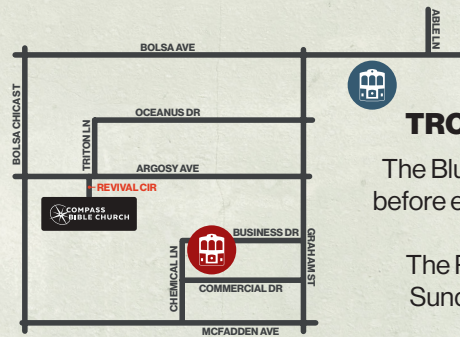 ABLE LN
BOLSA AVE
BOLSA CHICA ST
OCEANUS DR
TRITON LN
ARGOSY AVE
REVIVAL CIR
COMPASS
BIBLE CHURCH
BUSINESS DR
GRAHAM ST
CHEMICAL LN
COMMERCIAL DR
MCFADDEN AVE
TRO
The Blu
before e
The
Sund